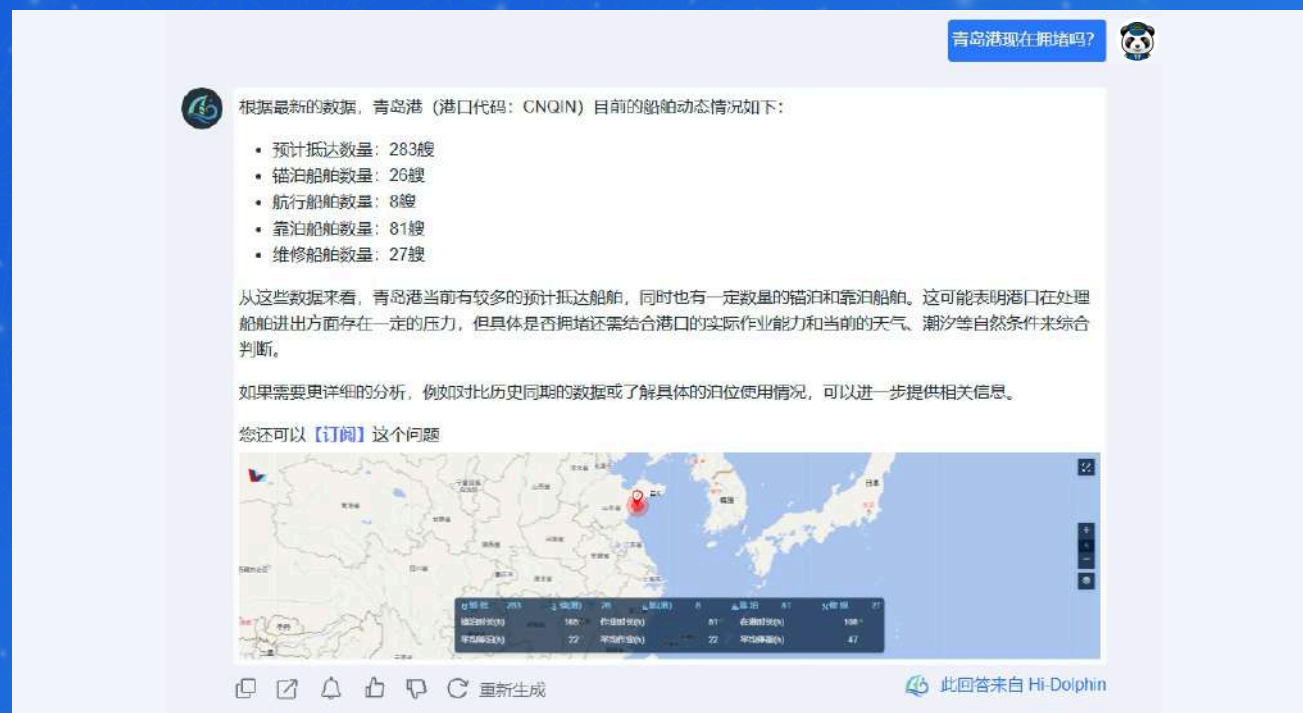 青岛港现在拥堵吗?
根据最新的数据，青岛港（港口代码：CNQIN）目前的船舶动态情况如下：
• 预计抵达数量：283艘
• 锚泊船舶数量：26艘
• 航行船舶数量：8艘
• 靠泊船舶数量：81艘
• 维修船舶数量：27艘
从这些数据来看，青岛港当前有较多的预计抵达船舶，同时也有一定数量的锚泊和靠泊船舶。这可能表明港口在处理
船舶进出方面存在一定的压力，但具体是否拥堵还需结合港口的实际作业能力和当前的天气、潮汐等自然条件来综合
判断。
如果需要更详细的分析，例如对比历史同期的数据或了解具体的泊位使用情况，可以进一步提供相关信息。
您还可以【订阅】这个问题
日本
韩国
283 26 8 81 27
22 22 47
重新生成
此回答来自 Hi-Dolphin